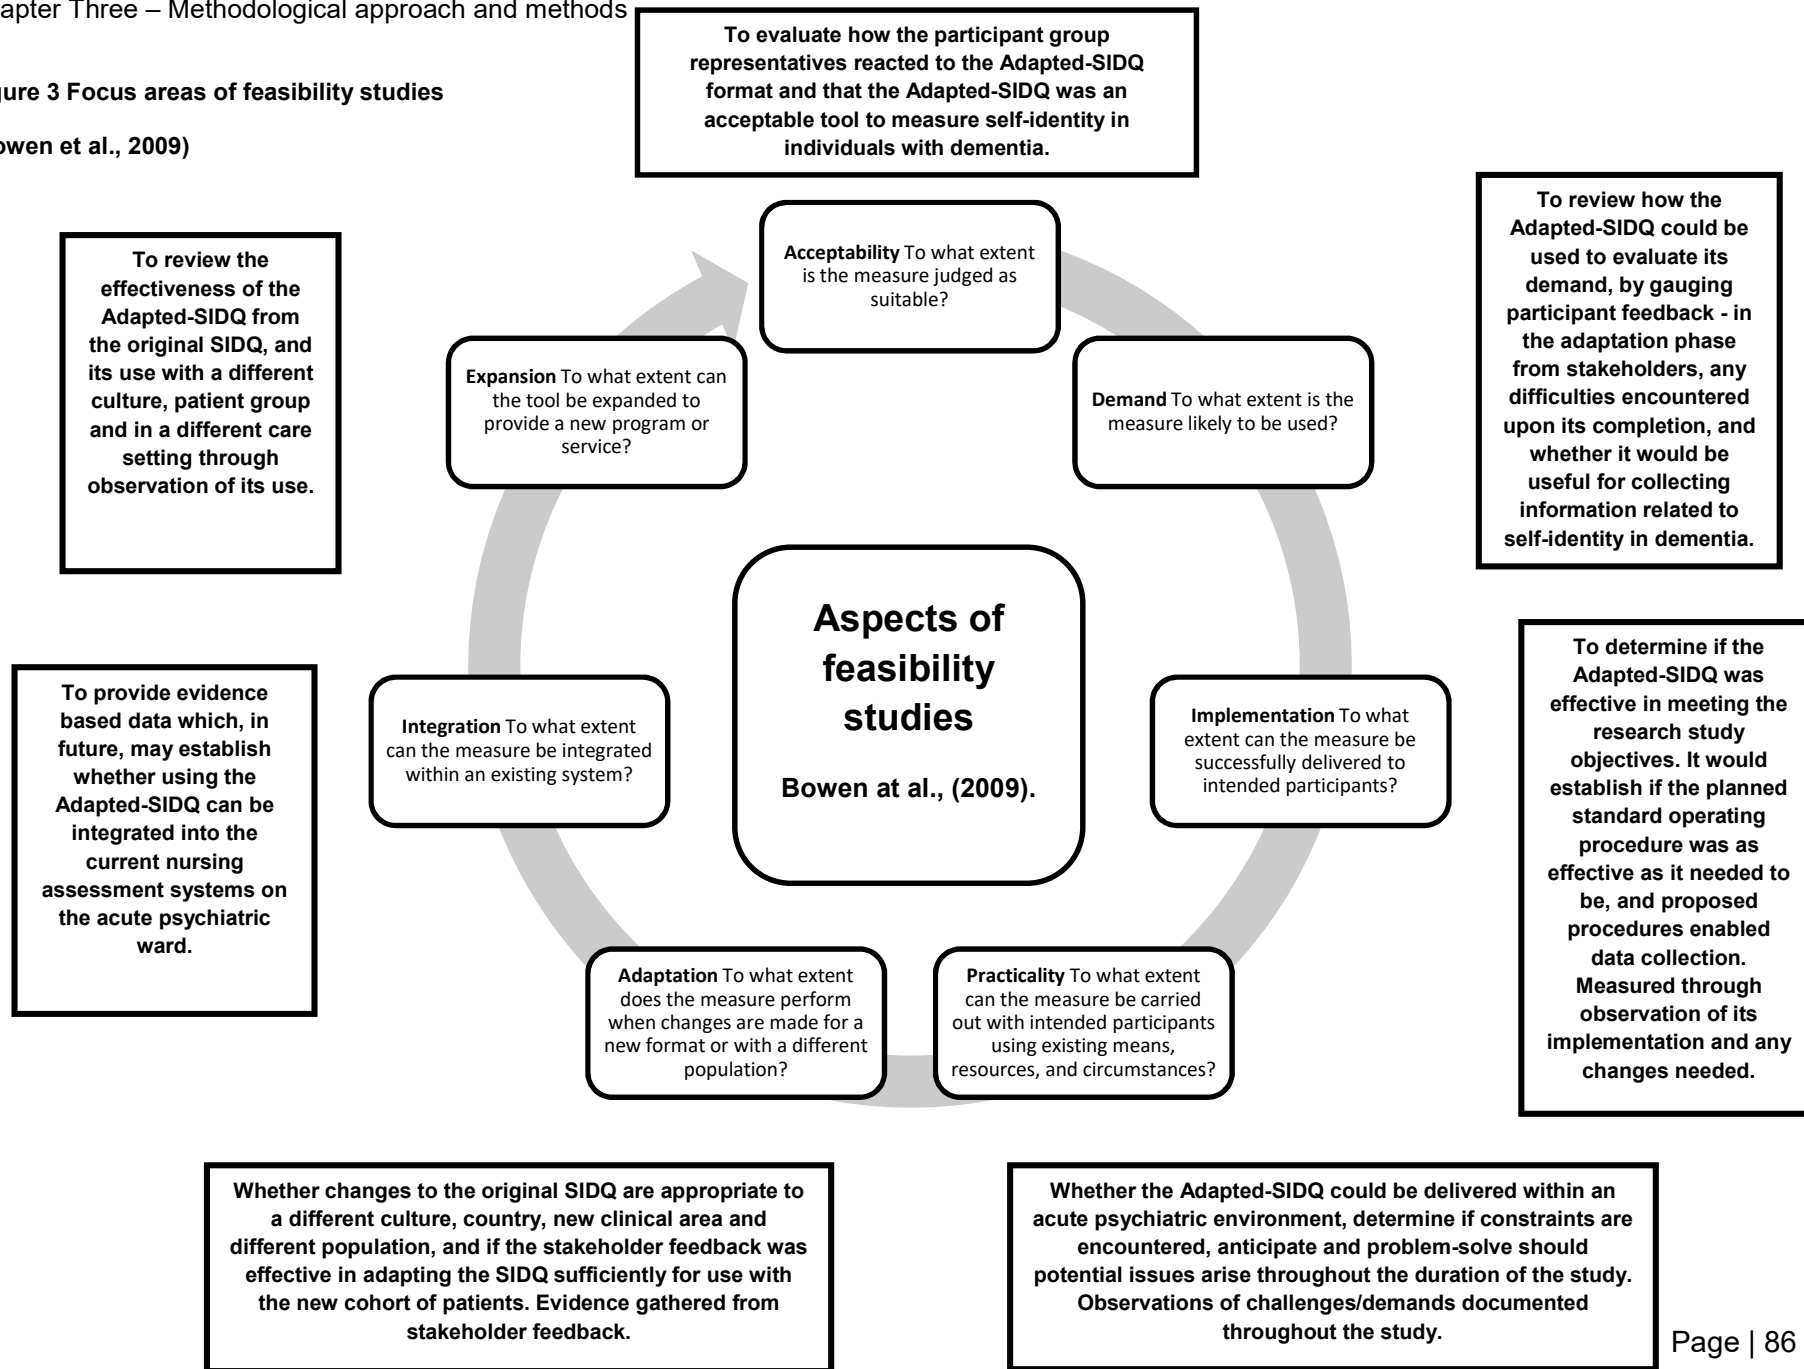 apter Three – Methodological approach and methods
gure 3 Focus areas of feasibility studies
owen et al., 2009)
To evaluate how the participant group
representatives reacted to the Adapted-SIDQ
format and that the Adapted-SIDQ was an
acceptable tool to measure self-identity in
individuals with dementia.
Acceptability To what extent
is the measure judged as
suitable?
To review how the
Adapted-SIDQ could be
used to evaluate its
demand, by gauging
participant feedback - in
the adaptation phase
from stakeholders, any
difficulties encountered
upon its completion, and
whether it would be
useful for collecting
information related to
self-identity in dementia.
Demand To what extent is the
measure likely to be used?
To determine if the
Adapted-SIDQ was
effective in meeting the
research study
objectives. It would
establish if the planned
standard operating
procedure was as
effective as it needed to
be, and proposed
procedures enabled
data collection.
Measured through
observation of its
implementation and any
changes needed.
Implementation To what
extent can the measure be
successfully delivered to
intended participants?
Practicality To what extent
can the measure be carried
out with intended participants
using existing means,
resources, and circumstances?
Whether the Adapted-SIDQ could be delivered within an
acute psychiatric environment, determine if constraints are
encountered, anticipate and problem-solve should
potential issues arise throughout the duration of the study.
Observations of challenges/demands documented
throughout the study.
Adaptation To what extent
does the measure perform
when changes are made for a
new format or with a different
population?
Whether changes to the original SIDQ are appropriate to
a different culture, country, new clinical area and
different population, and if the stakeholder feedback was
effective in adapting the SIDQ sufficiently for use with
the new cohort of patients. Evidence gathered from
stakeholder feedback.
Integration To what extent
can the measure be integrated
within an existing system?
To provide evidence
based data which, in
future, may establish
whether using the
Adapted-SIDQ can be
integrated into the
current nursing
assessment systems on
the acute psychiatric
ward.
Expansion To what extent can
the tool be expanded to
provide a new program or
service?
To review the
effectiveness of the
Adapted-SIDQ from
the original SIDQ, and
its use with a different
culture, patient group
and in a different care
setting through
observation of its use.
Aspects of
feasibility
studies
Bowen at al., (2009).
Page | 86